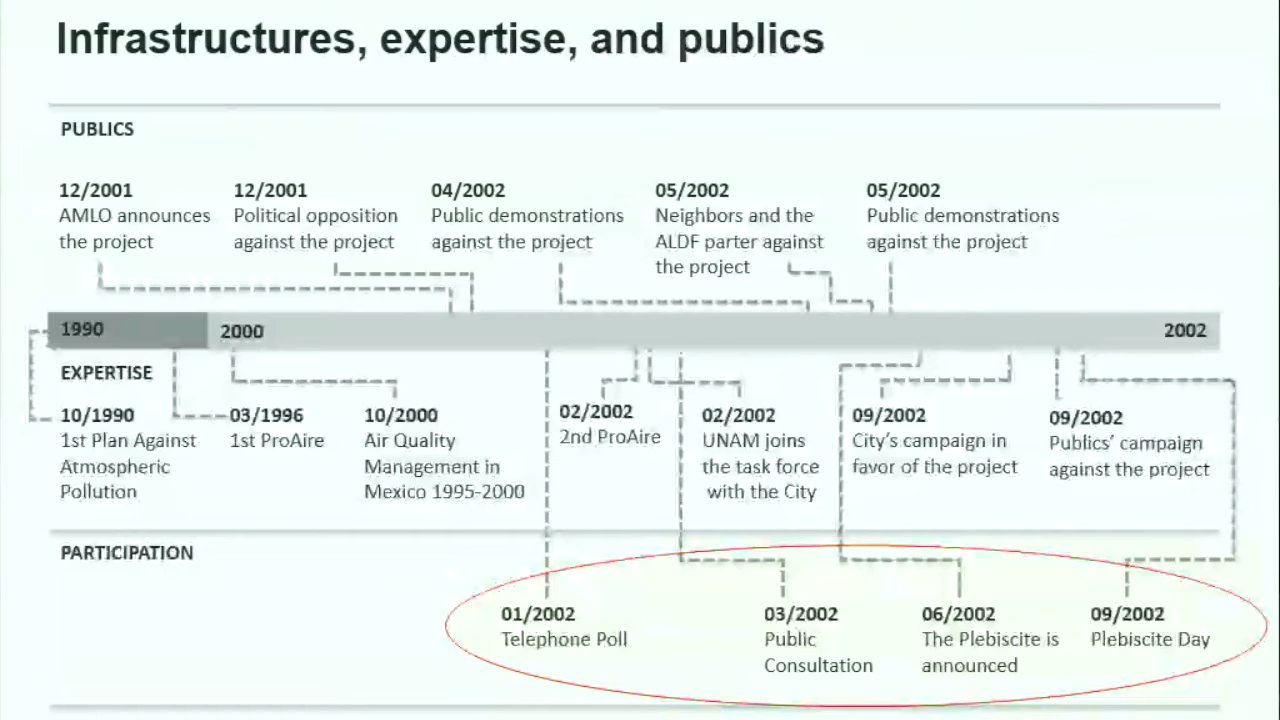 Infrastructures, expertise, and publics
PUBLICS
12/2001
AMLO announces
the project
12/2001
Political opposition
against the project
04/2002
Public demonstrations
against the project
05/2002
Neighbors and the
ALDF parter against
the project
05/2002
Public demonstrations
against the project
1990
2000
2002
EXPERTISE
10/1990
1st Plan Against
Atmospheric
Pollution
03/1996
1st ProAire
10/2000
Air Quality
Management in
Mexico 1995-2000
02/2002
2nd ProAire
02/2002
UNAM joins
the task force
with the City
09/2002
City's campaign in
favor of the project
09/2002
Publics' campaign
against the project
PARTICIPATION
01/2002
Telephone Poll
03/2002
Public
Consultation
06/2002
The Plebiscite is
announced
09/2002
Plebiscite Day